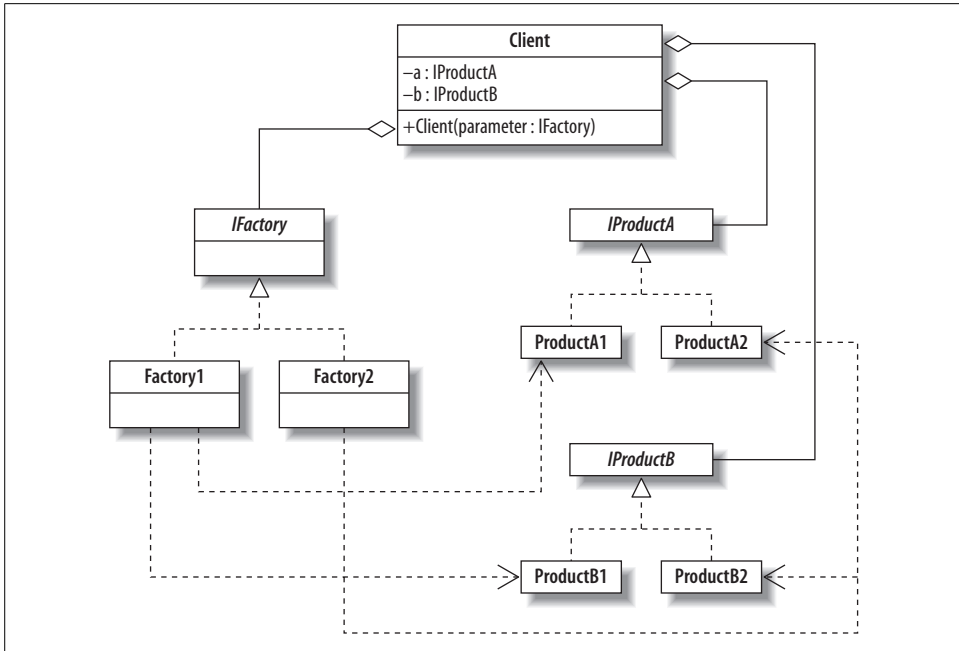 Client
–a : IProductA
–b : IProductB
+Client(parameter : IFactory)
IFactory
IProductA
ProductA1
ProductA2
Factory1
Factory2
IProductB
ProductB1
ProductB2